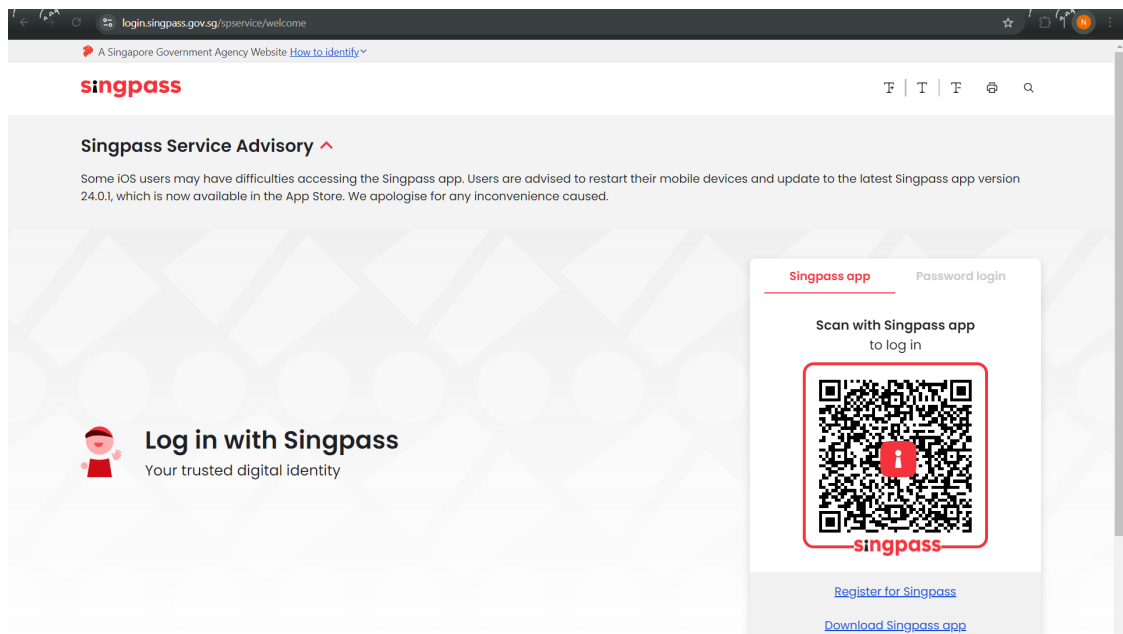 login.singpass.gov.sg/spservice/welcome
N
A Singapore Government Agency Website How to identify
singpass
T T T
Singpass Service Advisory
Some iOS users may have difficulties accessing the Singpass app. Users are advised to restart their mobile devices and update to the latest Singpass app version
24.0.1, which is now available in the App Store. We apologise for any inconvenience caused.
Singpass app Password login
Scan with Singpass app
to log in
singpass
Log in with Singpass
Your trusted digital identity
Register for Singpass
Download Singpass app